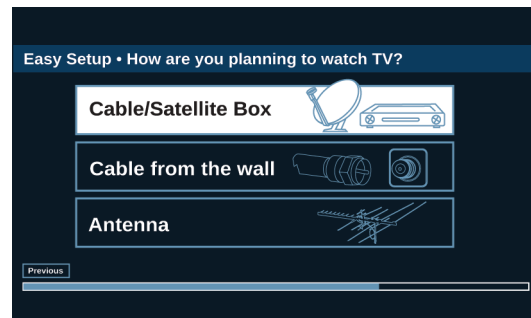 Easy Setup • How are you planning to watch TV?
Cable/Satellite Box
Cable from the wall
Antenna
Previous